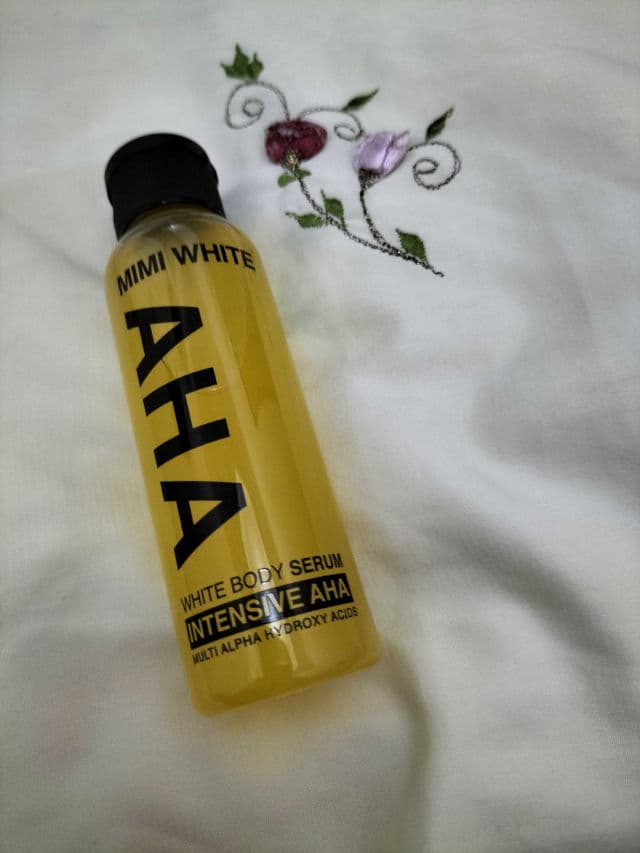 MIMI WHITE
AHA
WHITE BODY SERUM
INTENSIVE AHA
MULTI ALPHA HYDROXY ACIDS